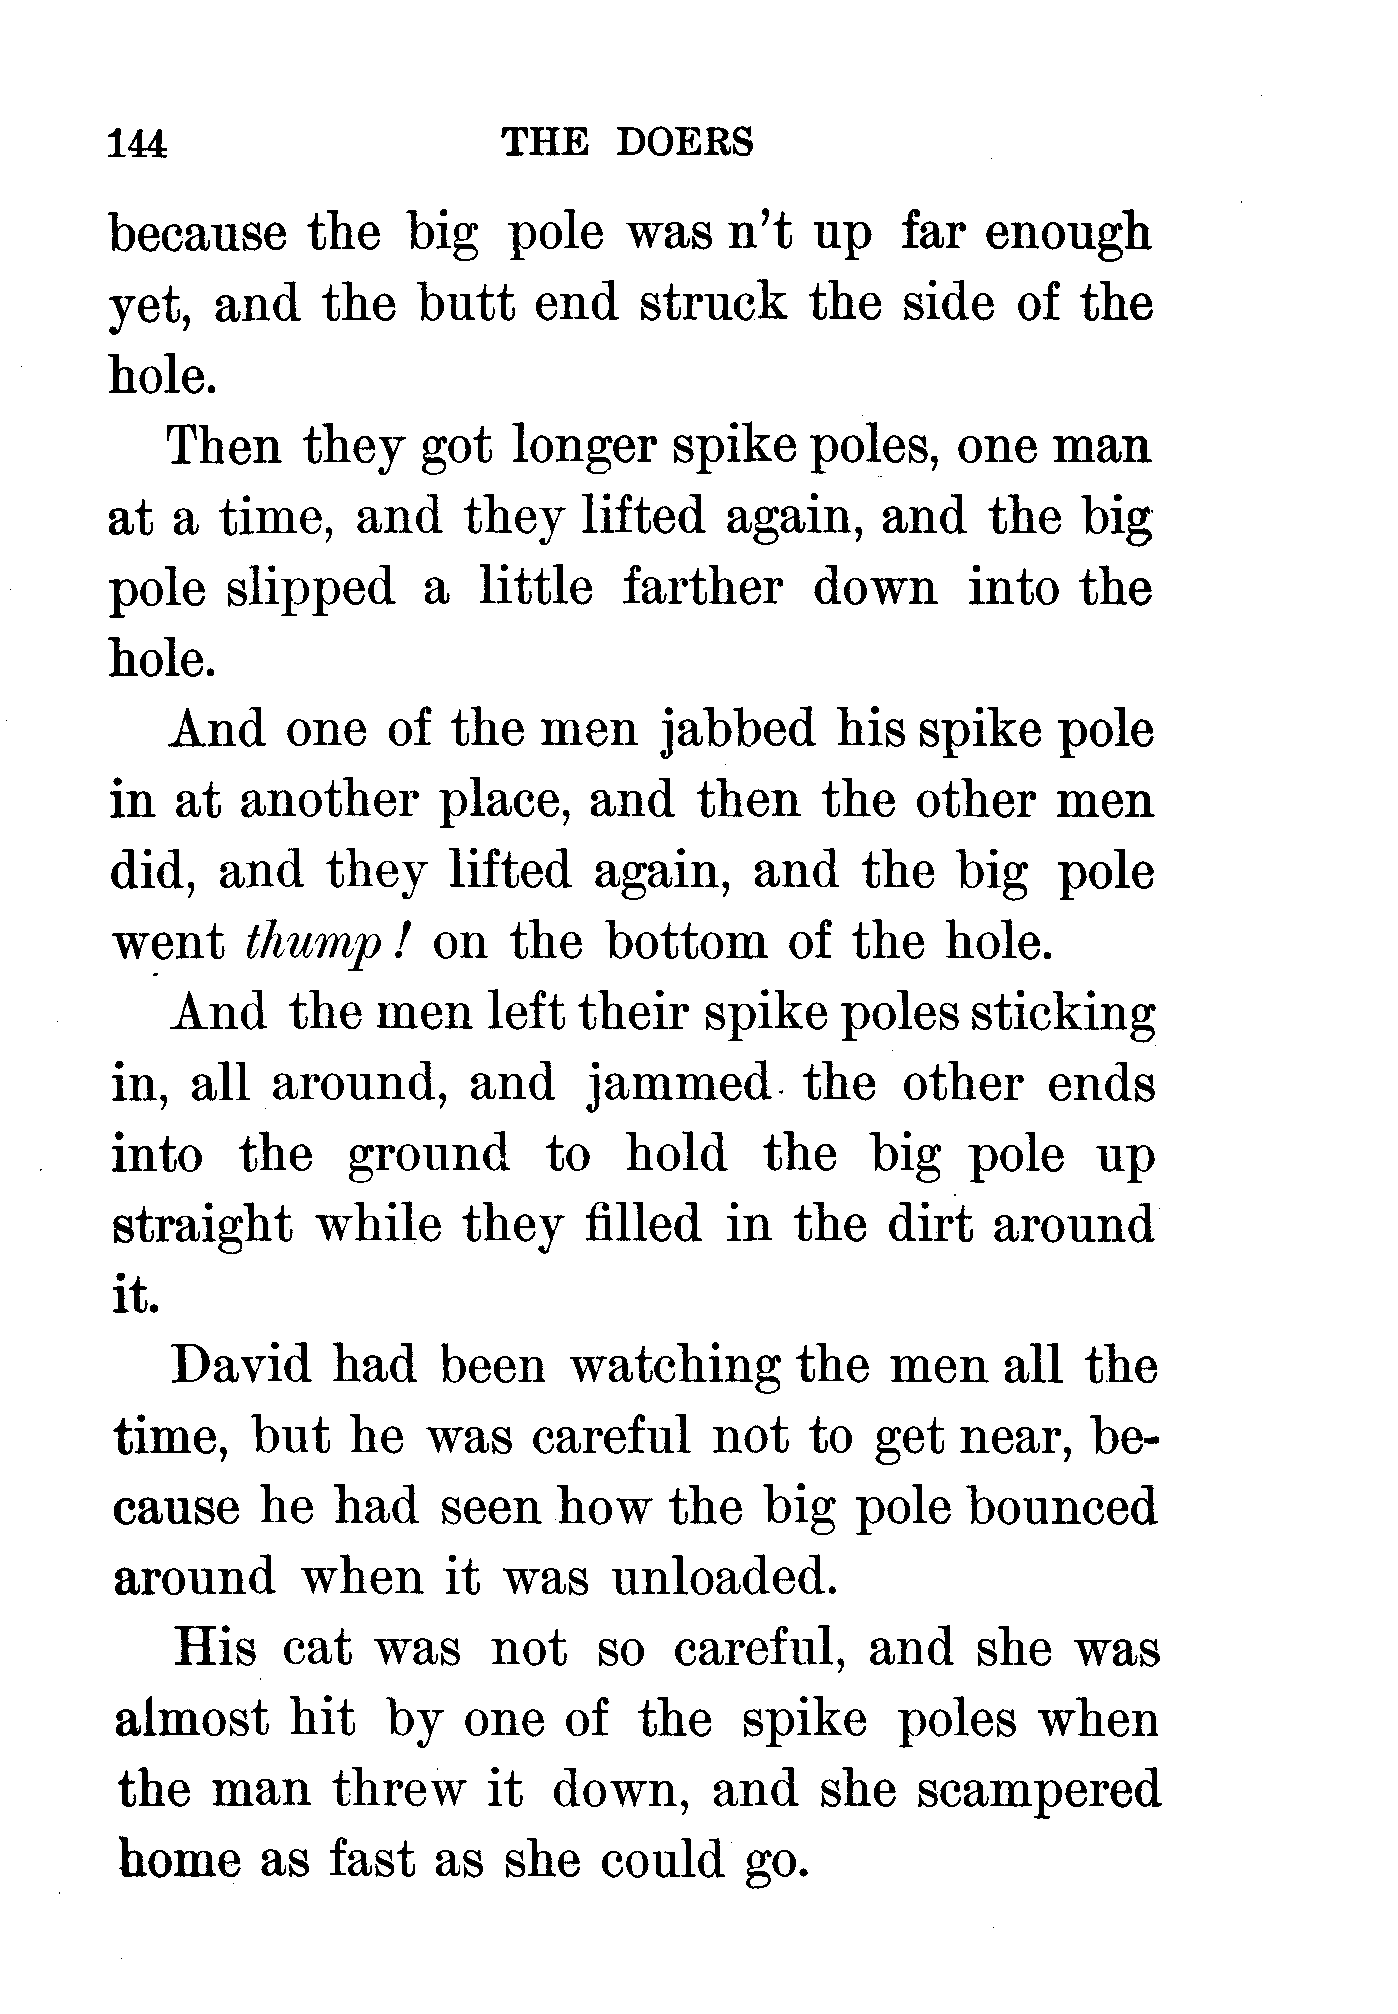 144 THE DOERS
because the big pole was n't up far enough
yet, and the butt end struck the side of the
hole.
Then they got longer spike poles, one man
at a time, and they lifted again, and the big
pole slipped a little farther down into the
hole.
And one of the men jabbed his spike pole
in at another place, and then the other men
did, and they lifted again, and the big pole
went thump! on the bottom of the hole.
And the men left their spike poles sticking
in, all around, and jammed the other ends
into the ground to hold the big pole up
straight while they filled in the dirt around
it.
David had been watching the men all the
time, but he was careful not to get near, be-
cause he had seen how the big pole bounced
around when it was unloaded.
His cat was not so careful, and she was
almost hit by one of the spike poles when
the man threw it down, and she scampered
home as fast as she could go.